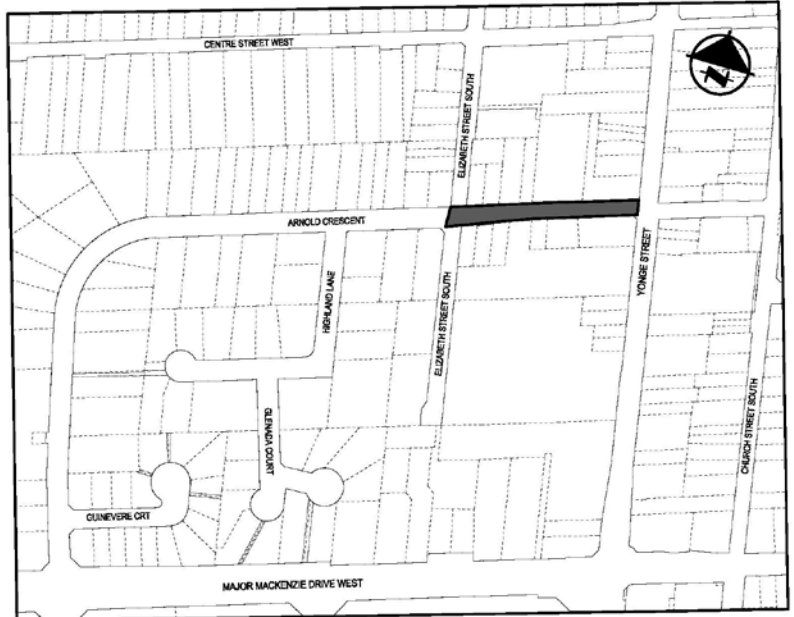 CENTRE STREET WEST
ELIZABETH STREET SOUTH
N
ARNOLD CRESCENT
HIGHLAND LANE
ELIZABETH STREET SOUTH
YONGE STREET
GLENADA COURT
CHURCH STREET SOUTH
GUINEVERE CRT
MAJOR MACKENZIE DRIVE WEST